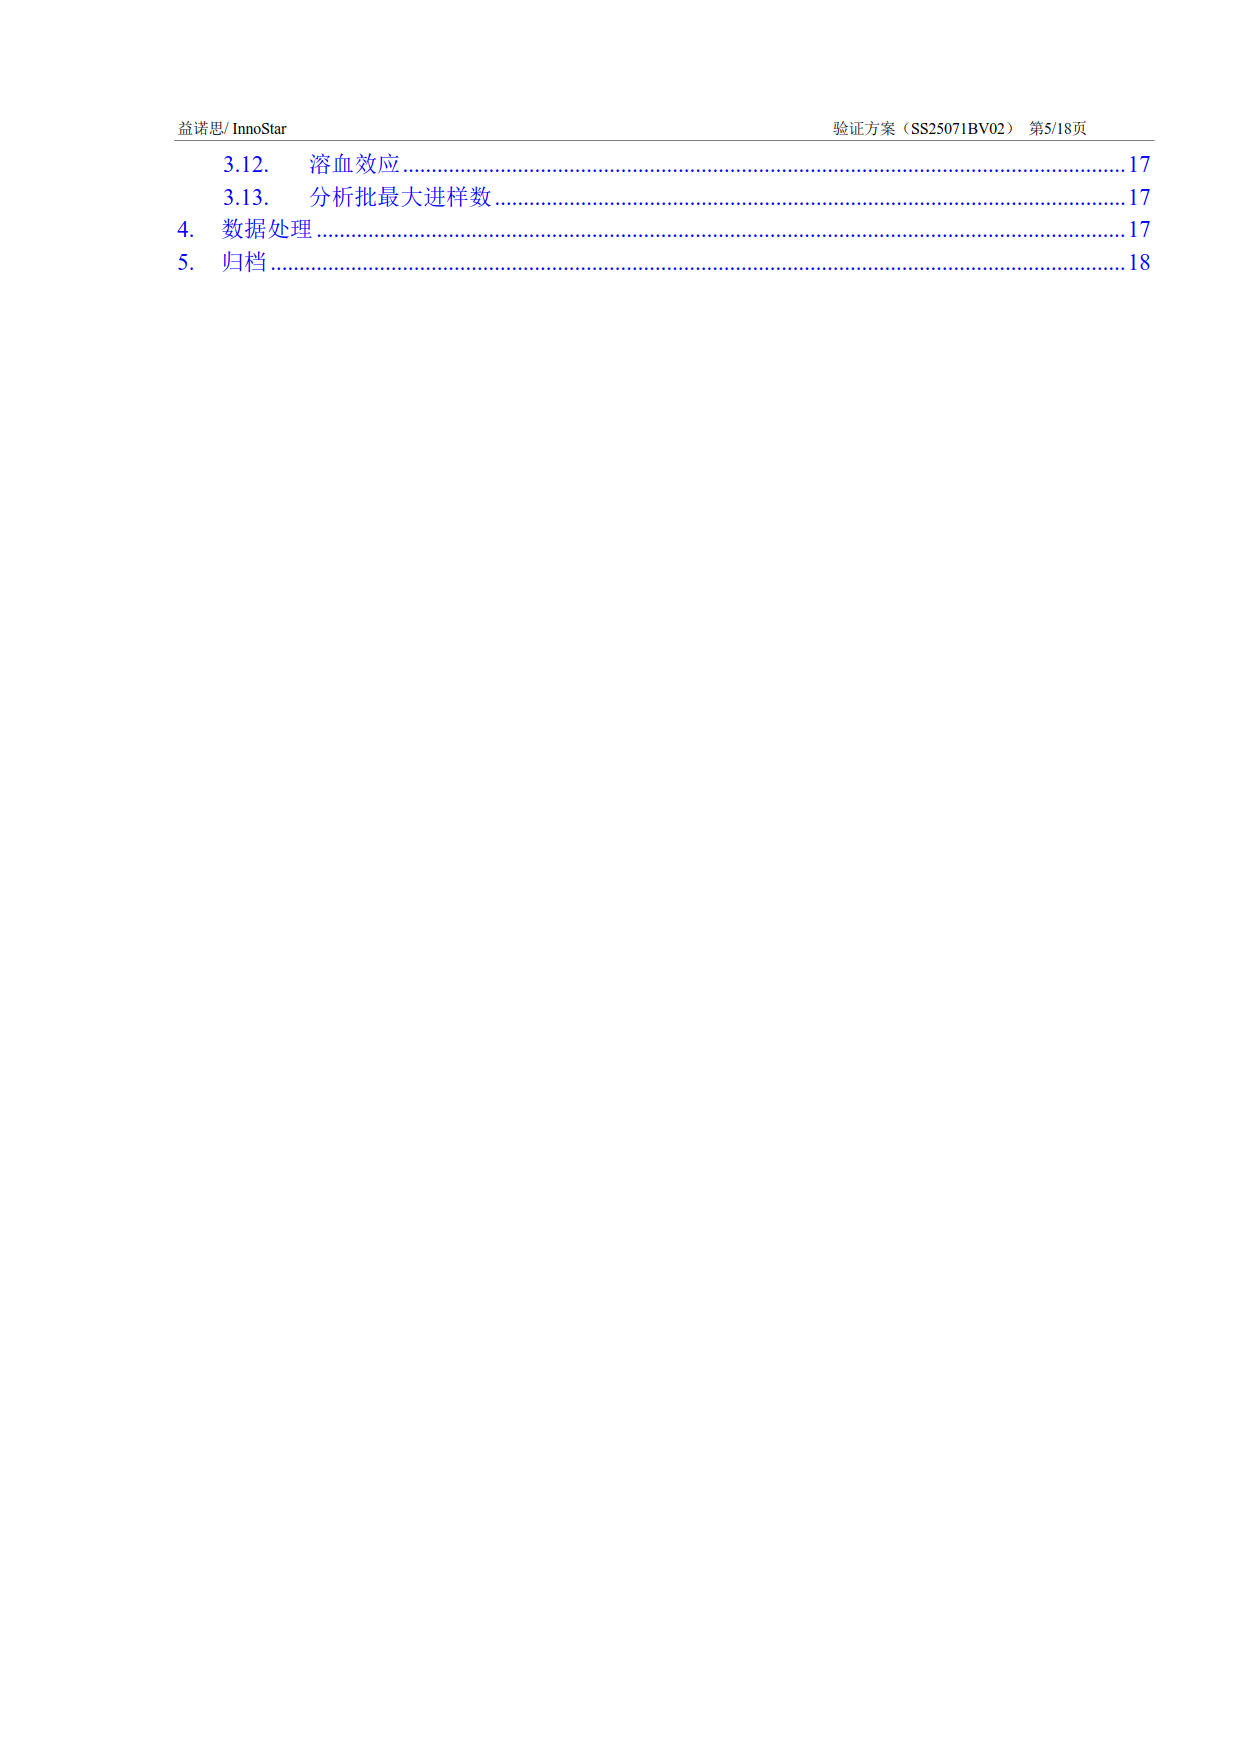 益诺思/ InnoStar 验证方案（SS25071BV02） 第5/18页
3.12. 溶血效应 17
3.13. 分析批最大进样数 17
4. 数据处理 17
5. 归档 18